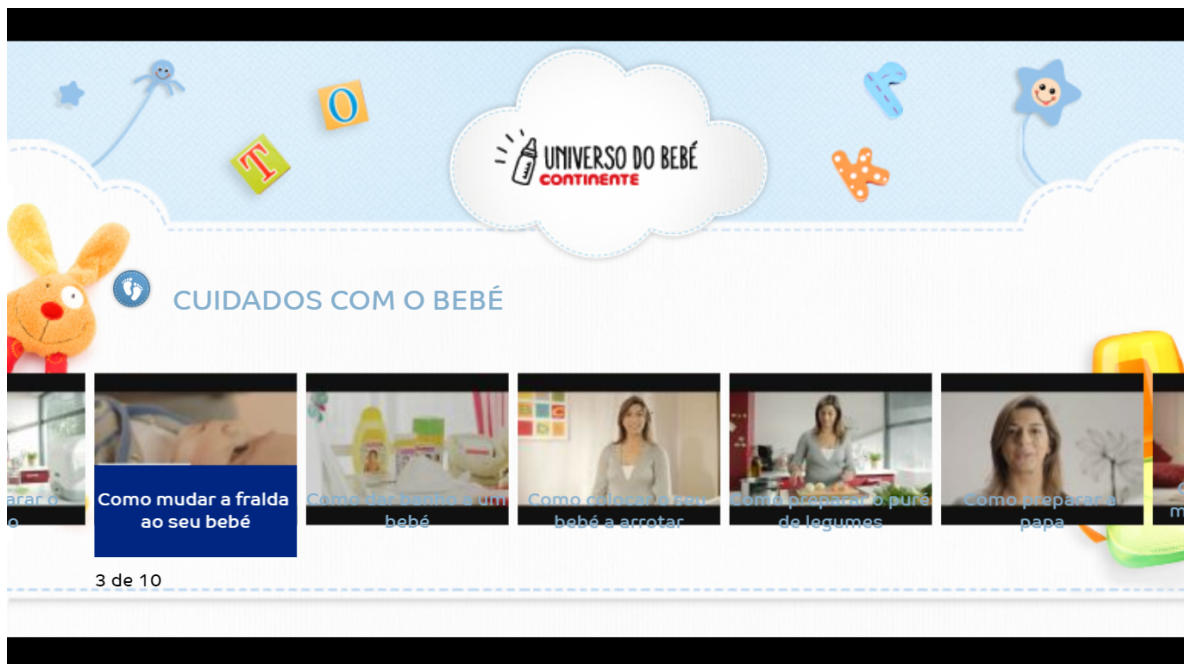 T
O
UNIVERSO DO BEBÉ
CONTINENTE
r
K
CUIDADOS COM O BEBÉ
arar o
o
Como mudar a fralda
ao seu bebé
Como dar banho a um
bebé
Como colocar o seu
bebé a arrotar
Como preparar o puré
de legumes
Como preparar a
papa
m
3 de 10